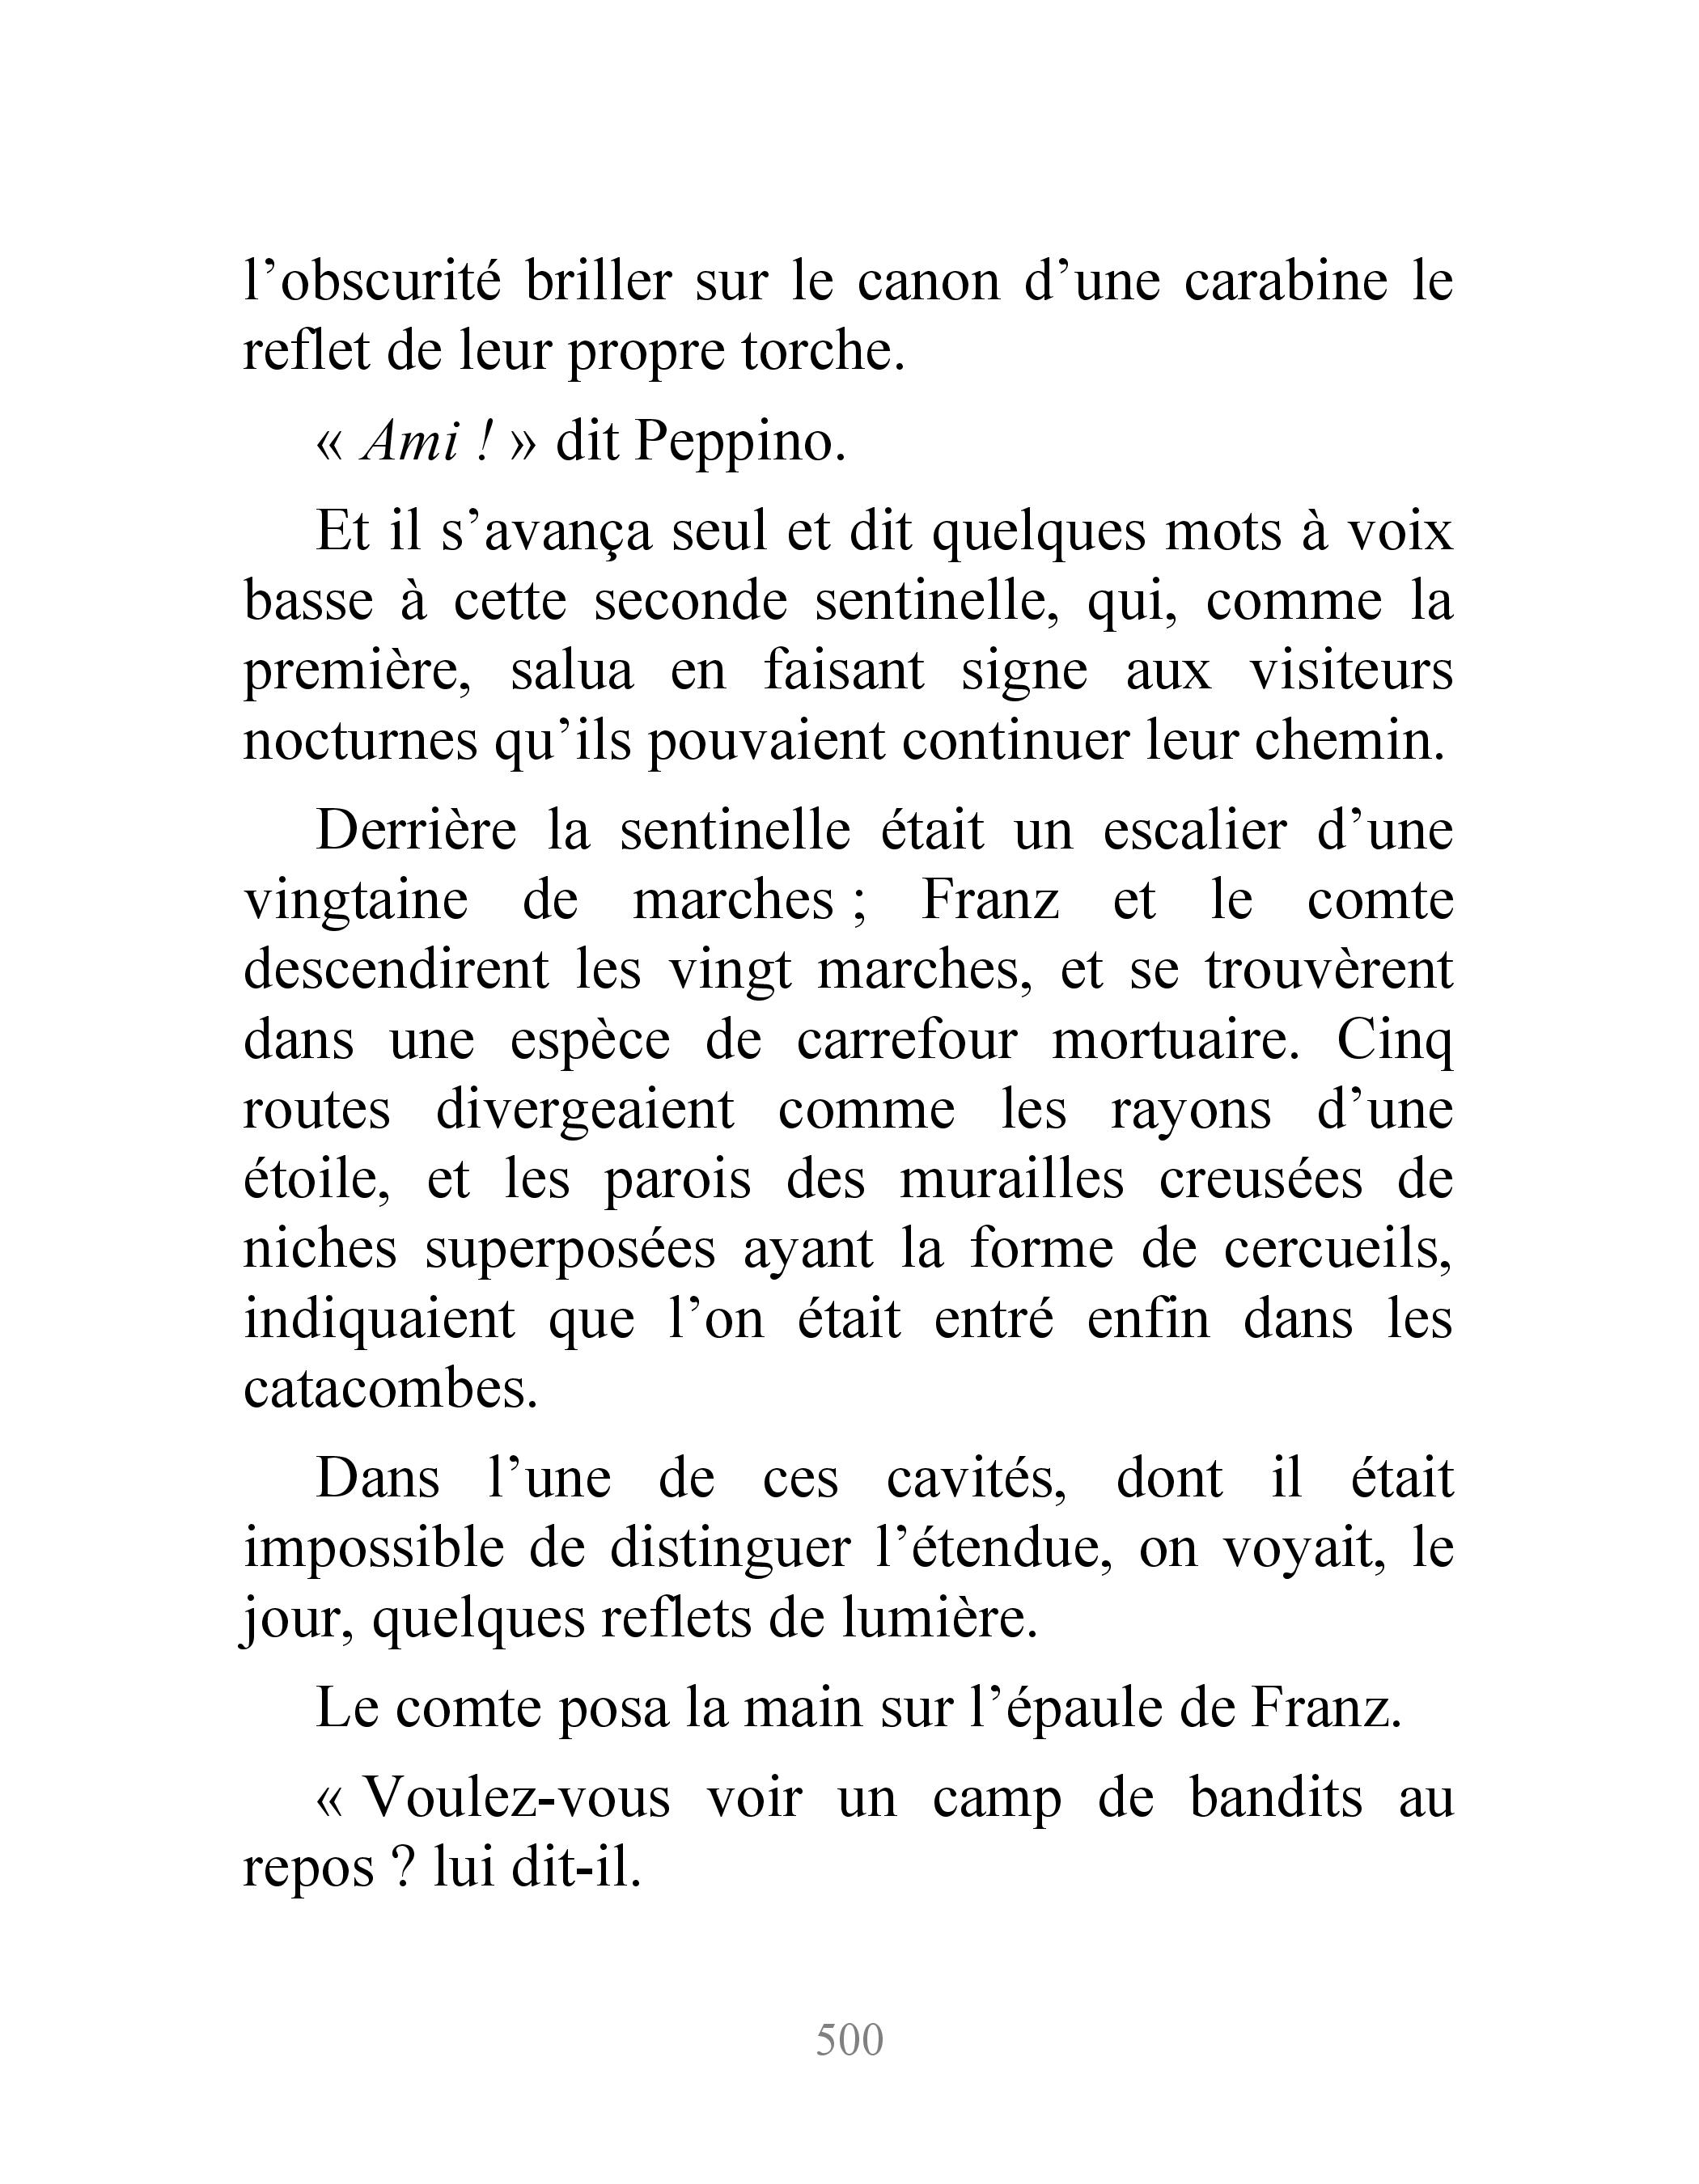 l’obscurité briller sur le canon d’une carabine le
reflet de leur propre torche.
« Ami ! » dit Peppino.
Et il s’avança seul et dit quelques mots à voix
basse à cette seconde sentinelle, qui, comme la
première, salua en faisant signe aux visiteurs
nocturnes qu’ils pouvaient continuer leur chemin.
Derrière la sentinelle était un escalier d’une
vingtaine de marches ; Franz et le comte
descendirent les vingt marches, et se trouvèrent
dans une espèce de carrefour mortuaire. Cinq
routes divergeaient comme les rayons d’une
étoile, et les parois des murailles creusées de
niches superposées ayant la forme de cercueils,
indiquaient que l’on était entré enfin dans les
catacombes.
Dans l’une de ces cavités, dont il était
impossible de distinguer l’étendue, on voyait, le
jour, quelques reflets de lumière.
Le comte posa la main sur l’épaule de Franz.
« Voulez-vous voir un camp de bandits au
repos ? lui dit-il.
500